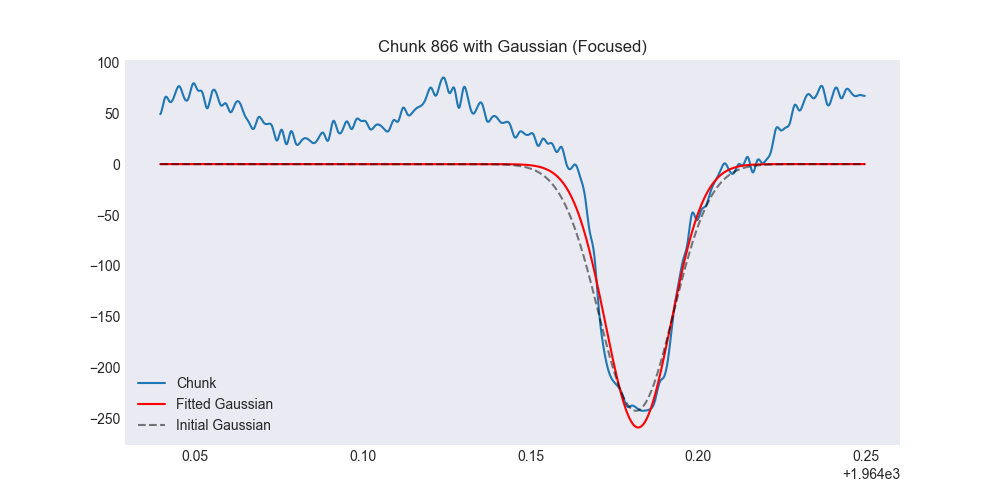 Chunk 866 with Gaussian (Focused)
100
50
0
−50
−100
−150
−200
−250
Chunk
Fitted Gaussian
Initial Gaussian
0.05 0.10 0.15 0.20 0.25
+1.964e3